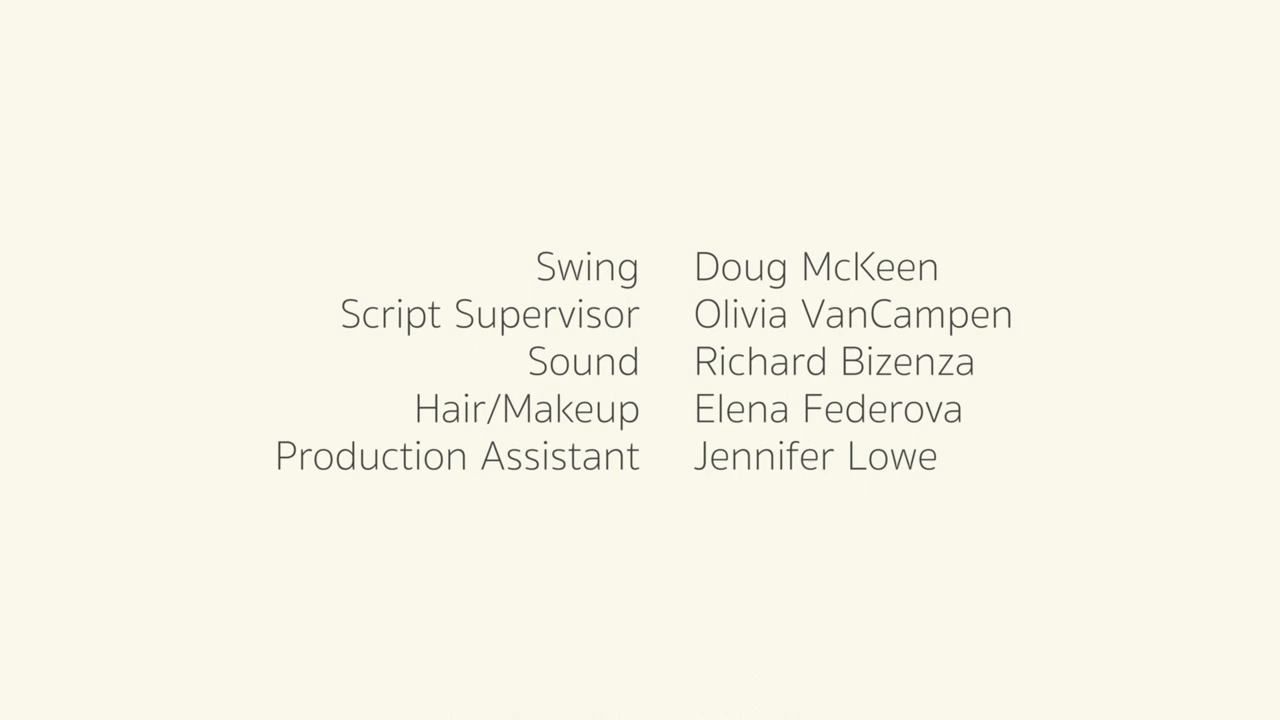 Swing Doug McKeen
Script Supervisor Olivia VanCampen
Sound Richard Bizenza
Hair/Makeup Elena Federova
Production Assistant Jennifer Lowe